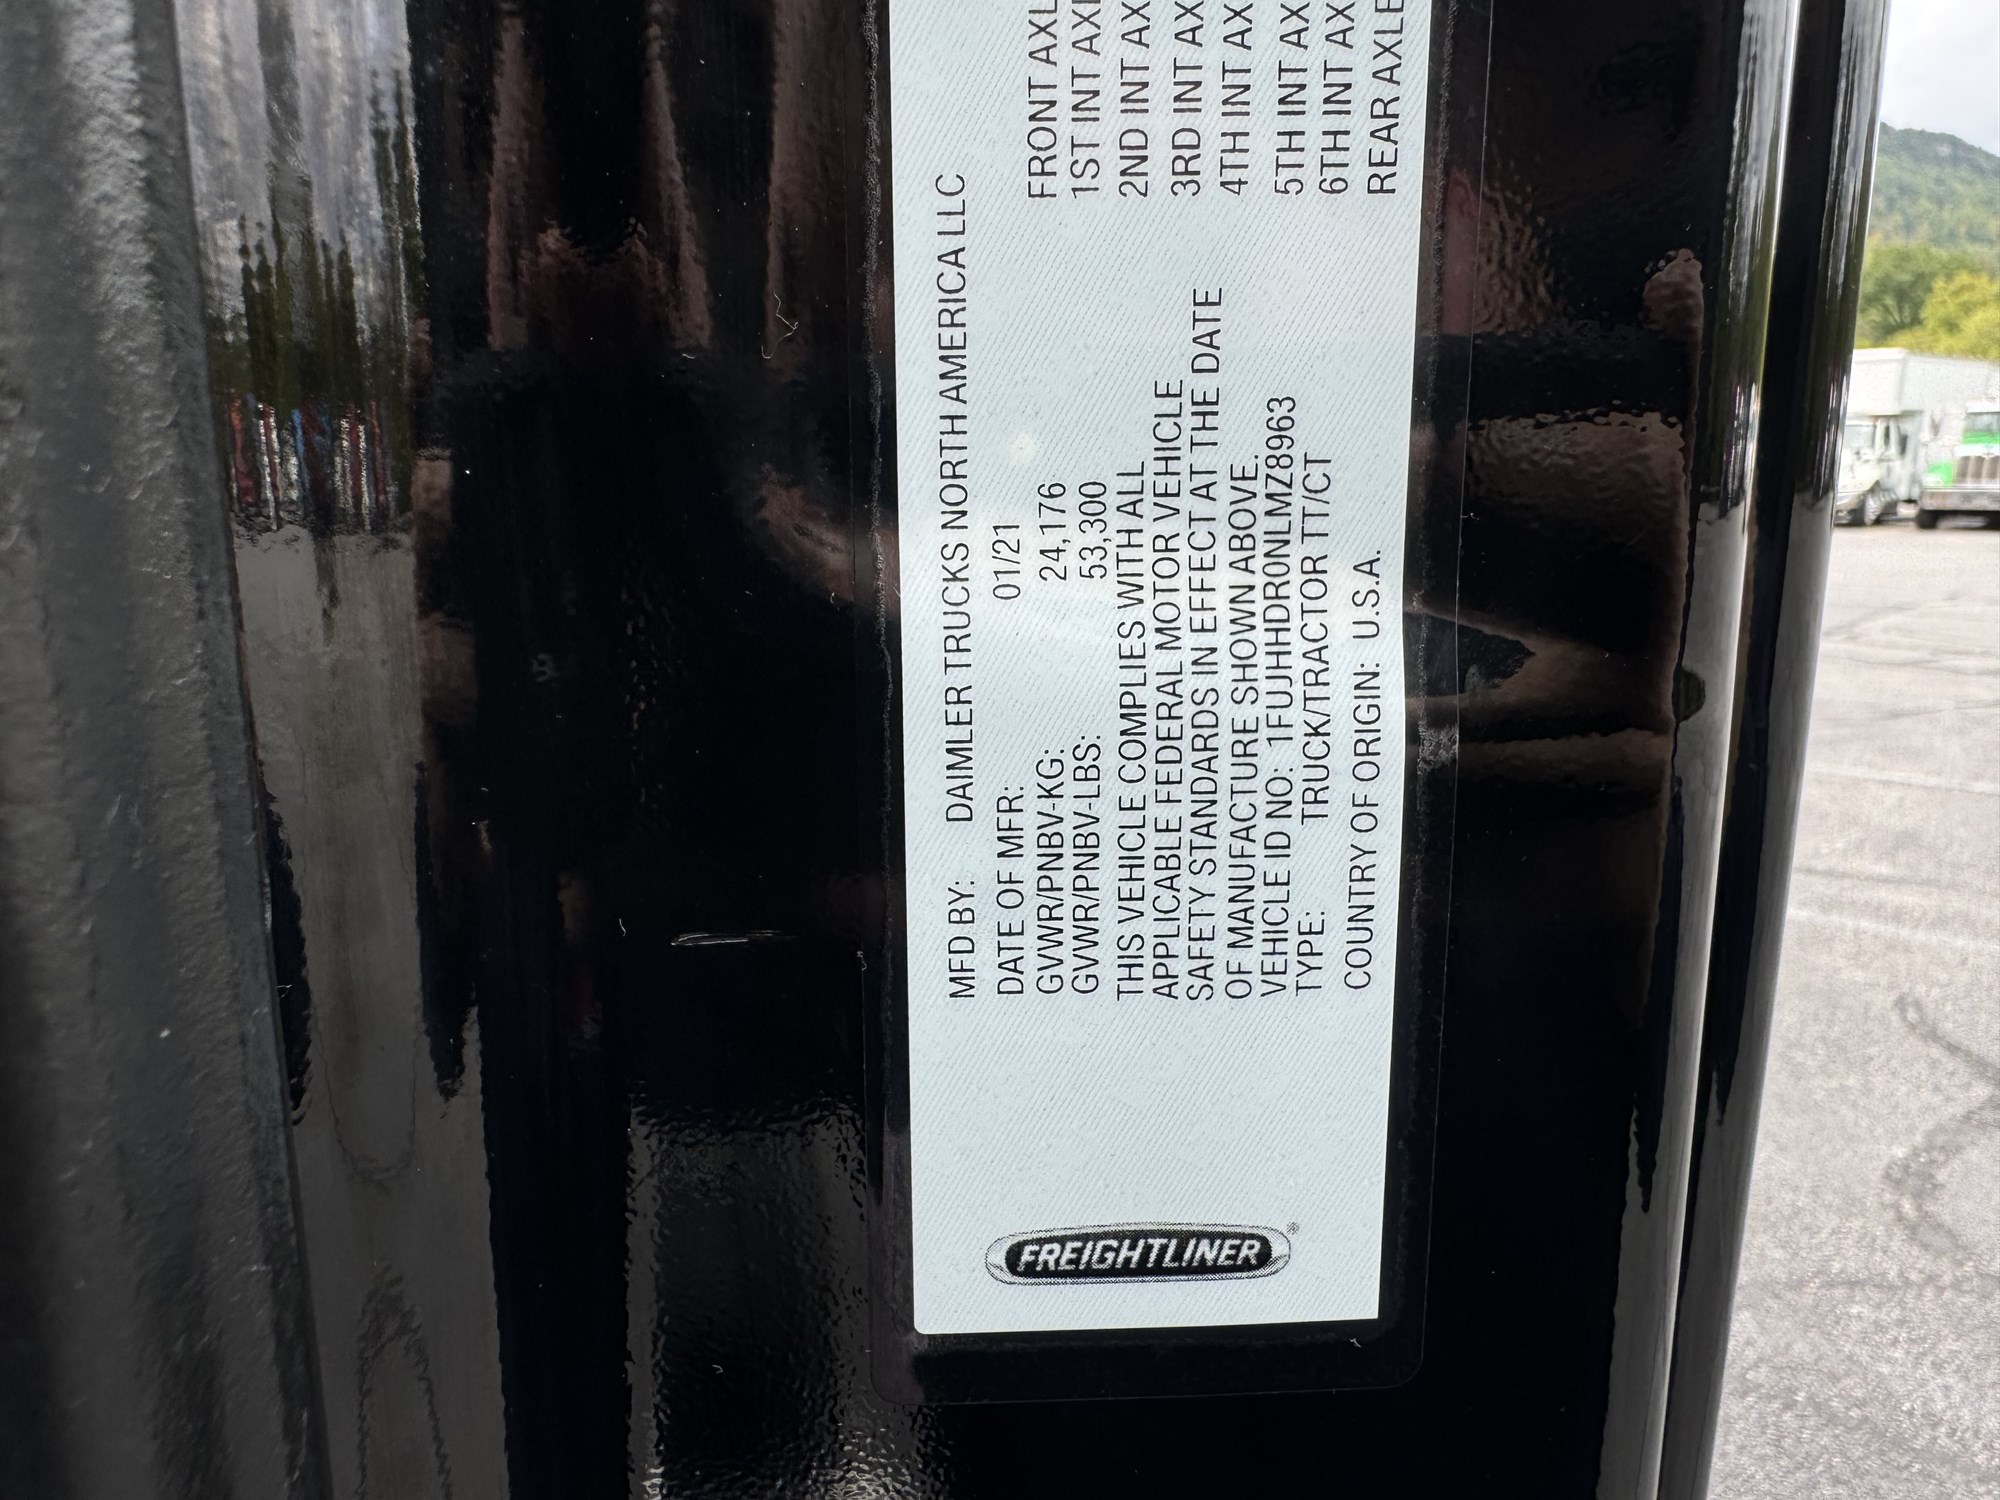 FREIGHTLINER®
MFD BY: DAIMLER TRUCKS NORTH AMERICA LLC
DATE OF MFR: 01/21
GVWR/PNBV-KG: 24,176
GVWR/PNBV-LBS: 53,300
THIS VEHICLE COMPLIES WITH ALL
APPLICABLE FEDERAL MOTOR VEHICLE
SAFETY STANDARDS IN EFFECT AT THE DATE
OF MANUFACTURE SHOWN ABOVE.
VEHICLE ID NO: 1FUJHHDR0NLMZ8963
TYPE: TRUCK/TRACTOR TT/CT
COUNTRY OF ORIGIN: U.S.A.
FRONT AXL
1ST INT AXL
2ND INT AX
3RD INT AX
4TH INT AX
5TH INT AX
6TH INT AX
REAR AXLE